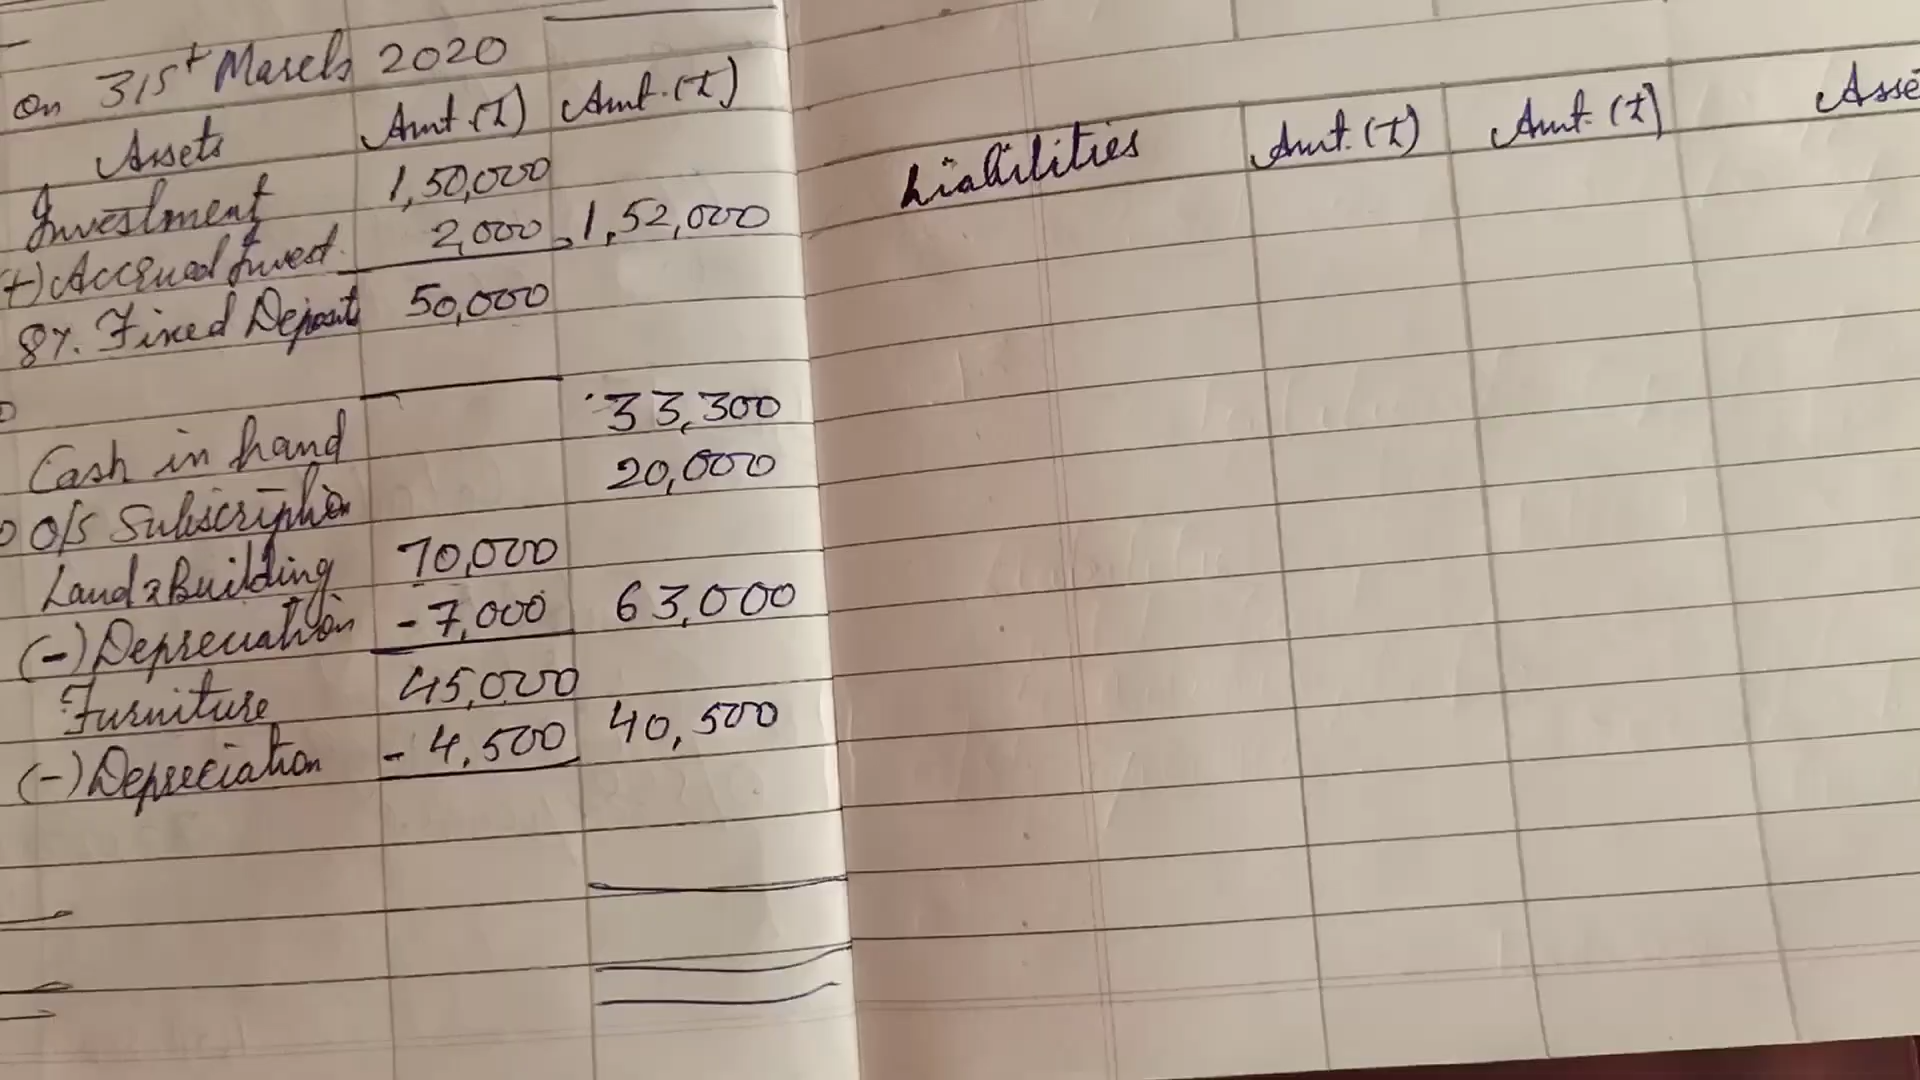 On 31st March 2020
Assets Amt.(₹) Amt.(₹)
Investment 1,50,000
(+) Accrued Invest. 2,000 1,52,000
8%. Fixed Deposit 50,000
Cash in hand 33,300
O/S Subscription 20,000
Land & Building 70,000
(-) Depreciation - 7,000 63,000
Furniture 45,000
(-) Depreciation - 4,500 40,500
Liabilities Amt.(₹) Amt.(₹) Asse